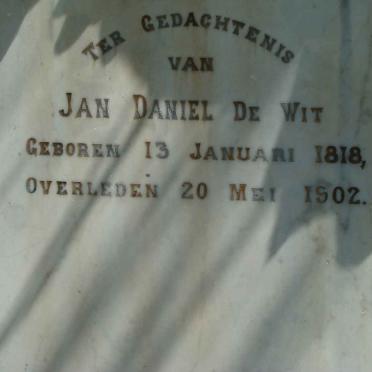 TER GEDACHTENIS
VAN
JAN DANIEL DE WIT
GEBOREN 13 JANUARI 1818,
OVERLEDEN 20 MEI 1902.